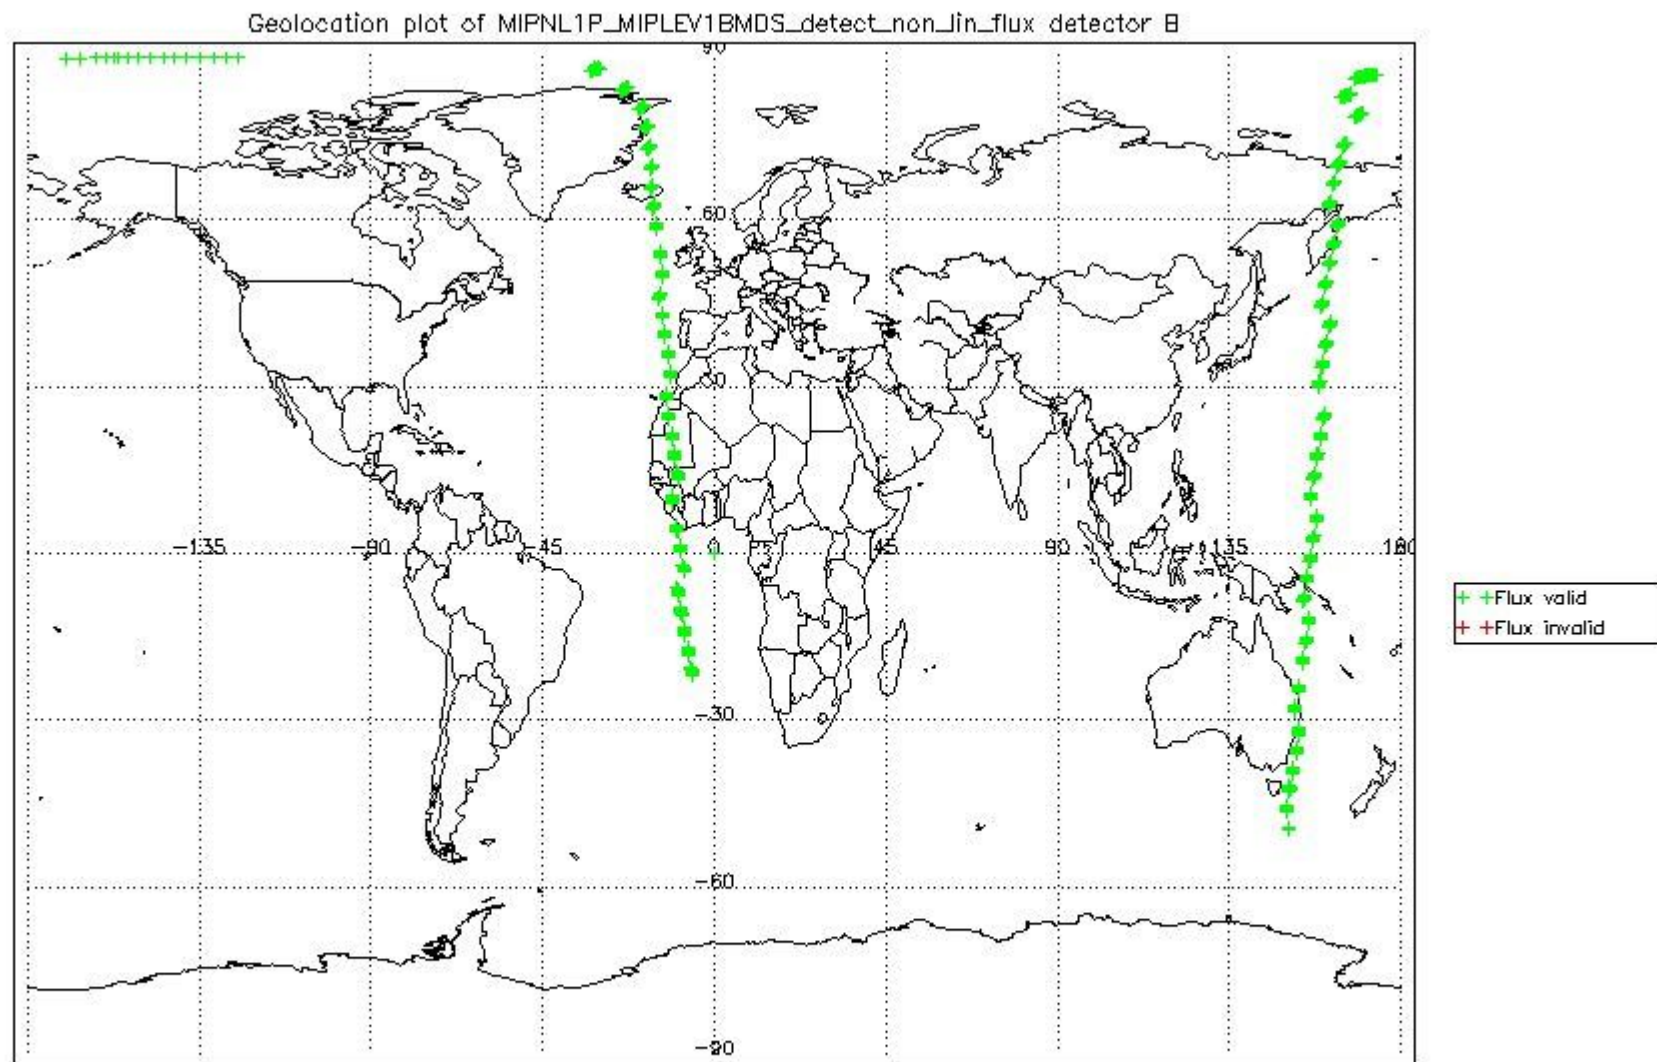 Geolocation plot of MIPNL1P_MIPLEV1BMDS_detect_non_lin_flux detector B
90
60
30
-135 -90 -45 0 45 90 135 180
-30
-60
-90
+ +Flux valid
+ +Flux invalid